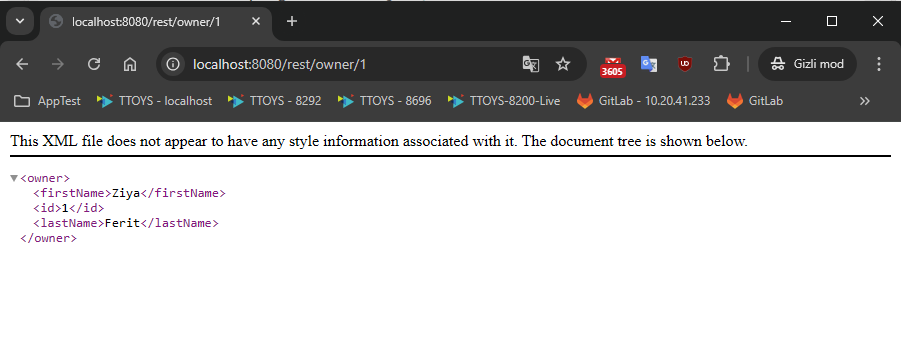 localhost:8080/rest/owner/1
localhost:8080/rest/owner/1
3605
UD
Gizli mod
AppTest
TTOYS - localhost
TTOYS - 8292
TTOYS - 8696
TTOYS-8200-Live
GitLab - 10.20.41.233
GitLab
This XML file does not appear to have any style information associated with it. The document tree is shown below.
<owner>
<firstName>Ziya</firstName>
<id>1</id>
<lastName>Ferit</lastName>
</owner>